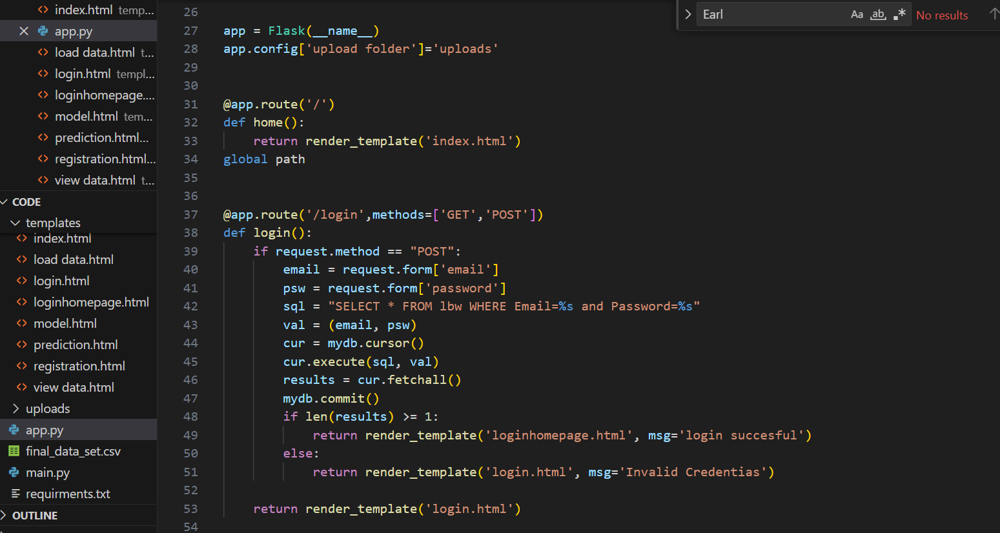 index.html temp...
app.py
load data.html t...
login.html templ...
loginhomepage....
model.html tem...
prediction.html...
registration.html...
view data.html t...
CODE
templates
index.html
load data.html
login.html
loginhomepage.html
model.html
prediction.html
registration.html
view data.html
uploads
app.py
final_data_set.csv
main.py
requirments.txt
OUTLINE
Earl Aa ab .* No results
26
27 app = Flask(__name__)
28 app.config['upload folder']='uploads'
29
30
31 @app.route('/')
32 def home():
33     return render_template('index.html')
34 global path
35
36
37 @app.route('/login',methods=['GET','POST'])
38 def login():
39     if request.method == "POST":
40         email = request.form['email']
41         psw = request.form['password']
42         sql = "SELECT * FROM lbw WHERE Email=%s and Password=%s"
43         val = (email, psw)
44         cur = mydb.cursor()
45         cur.execute(sql, val)
46         results = cur.fetchall()
47         mydb.commit()
48         if len(results) >= 1:
49             return render_template('loginhomepage.html', msg='login succesful')
50         else:
51             return render_template('login.html', msg='Invalid Credentias')
52
53     return render_template('login.html')
54